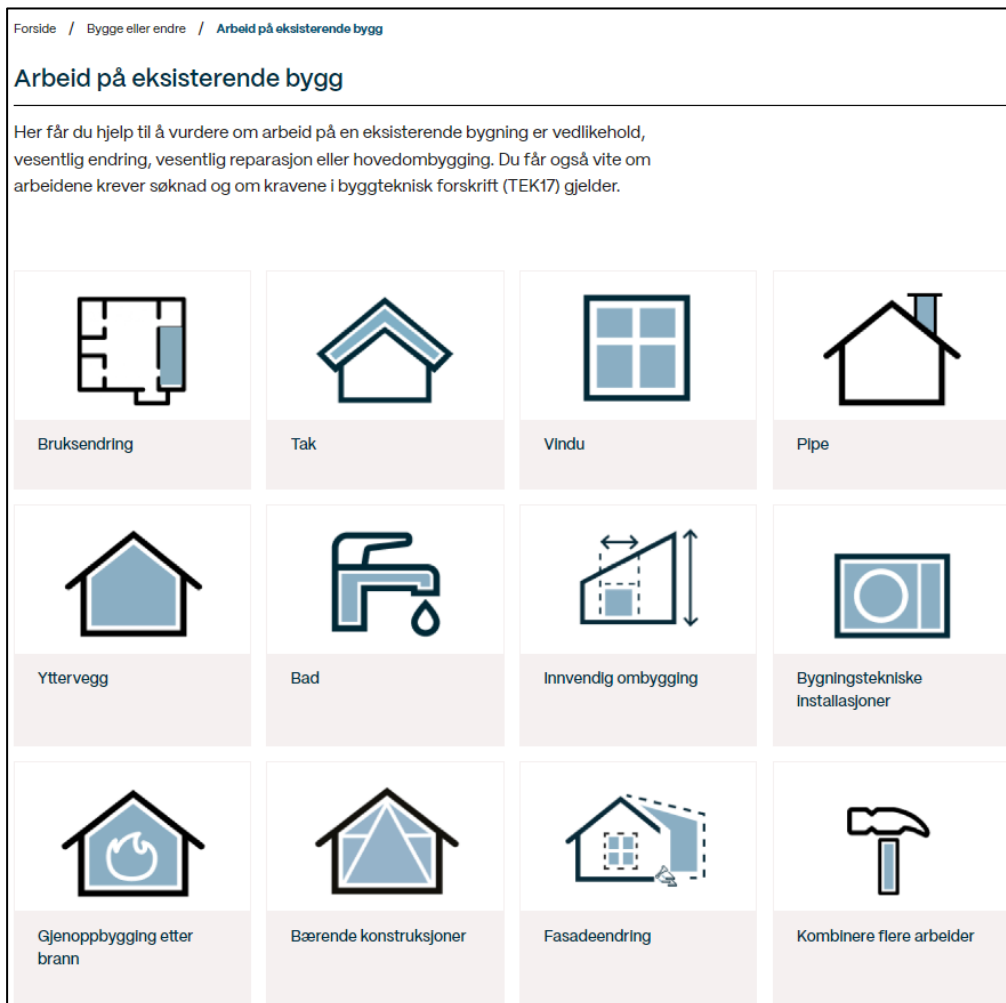 Forside / Bygge eller endre / Arbeid på eksisterende bygg
Arbeid på eksisterende bygg
Her får du hjelp til å vurdere om arbeid på en eksisterende bygning er vedlikehold,
vesentlig endring, vesentlig reparasjon eller hovedombygging. Du får også vite om
arbeidene krever søknad og om kravene i byggteknisk forskrift (TEK17) gjelder.
Bruksendring
Tak
Vindu
Pipe
Yttervegg
Bad
Innvendig ombygging
Bygningstekniske
installasjoner
Gjenoppbygging etter
brann
Bærende konstruksjoner
Fasadeendring
Kombinere flere arbeider